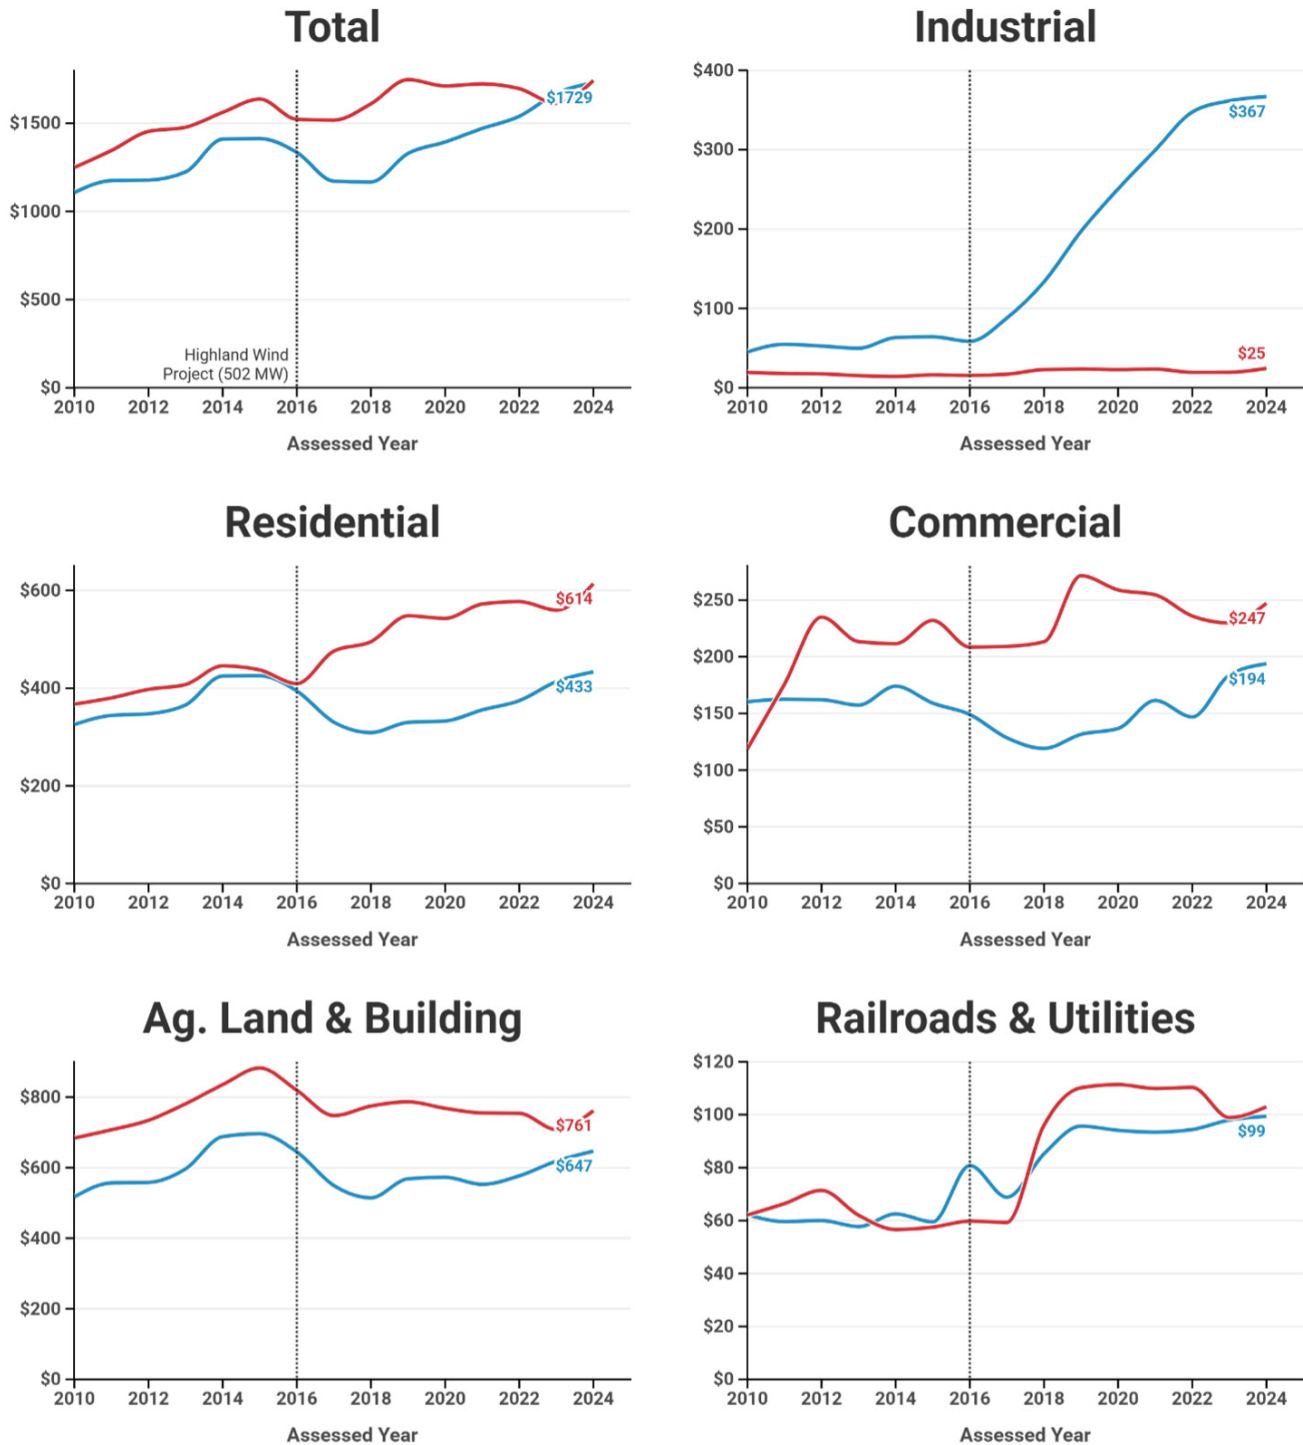 Total
$1500
$1000
$500
$0
$1729
Highland Wind
Project (502 MW)
2010 2012 2014 2016 2018 2020 2022 2024
Assessed Year
Industrial
$400
$300
$200
$100
$0
$367
$25
2010 2012 2014 2016 2018 2020 2022 2024
Assessed Year
Residential
$600
$400
$200
$0
$614
$433
2010 2012 2014 2016 2018 2020 2022 2024
Assessed Year
Commercial
$250
$200
$150
$100
$50
$0
$247
$194
2010 2012 2014 2016 2018 2020 2022 2024
Assessed Year
Ag. Land & Building
$800
$600
$400
$200
$0
$761
$647
2010 2012 2014 2016 2018 2020 2022 2024
Assessed Year
Railroads & Utilities
$120
$100
$80
$60
$40
$20
$0
$99
2010 2012 2014 2016 2018 2020 2022 2024
Assessed Year